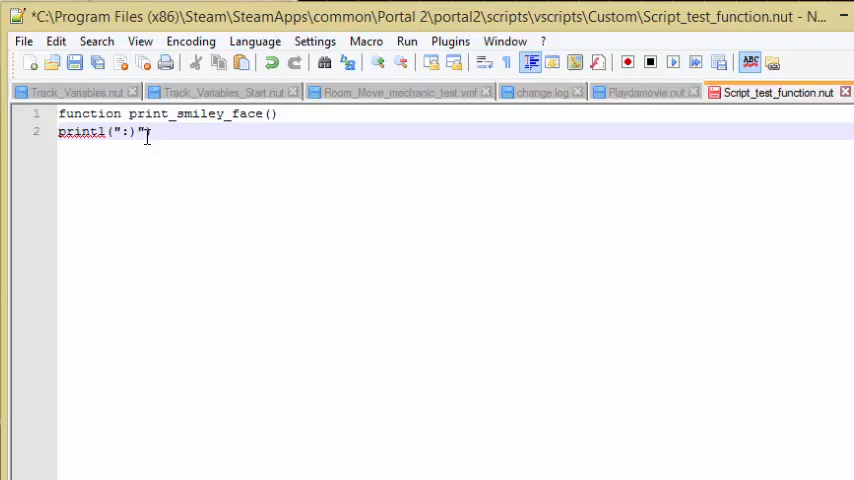 *C:\Program Files (x86)\Steam\SteamApps\common\Portal 2\portal2\scripts\vscripts\Custom\Script_test_function.nut - N...
File Edit Search View Encoding Language Settings Macro Run Plugins Window ?
ABC
Track_Variables.nut Track_Variables_Start.nut Room_Move_mechanic_test.vmf change log Playdamovie.nut Script_test_function.nut
1 function print_smiley_face()
2 printl(":)"